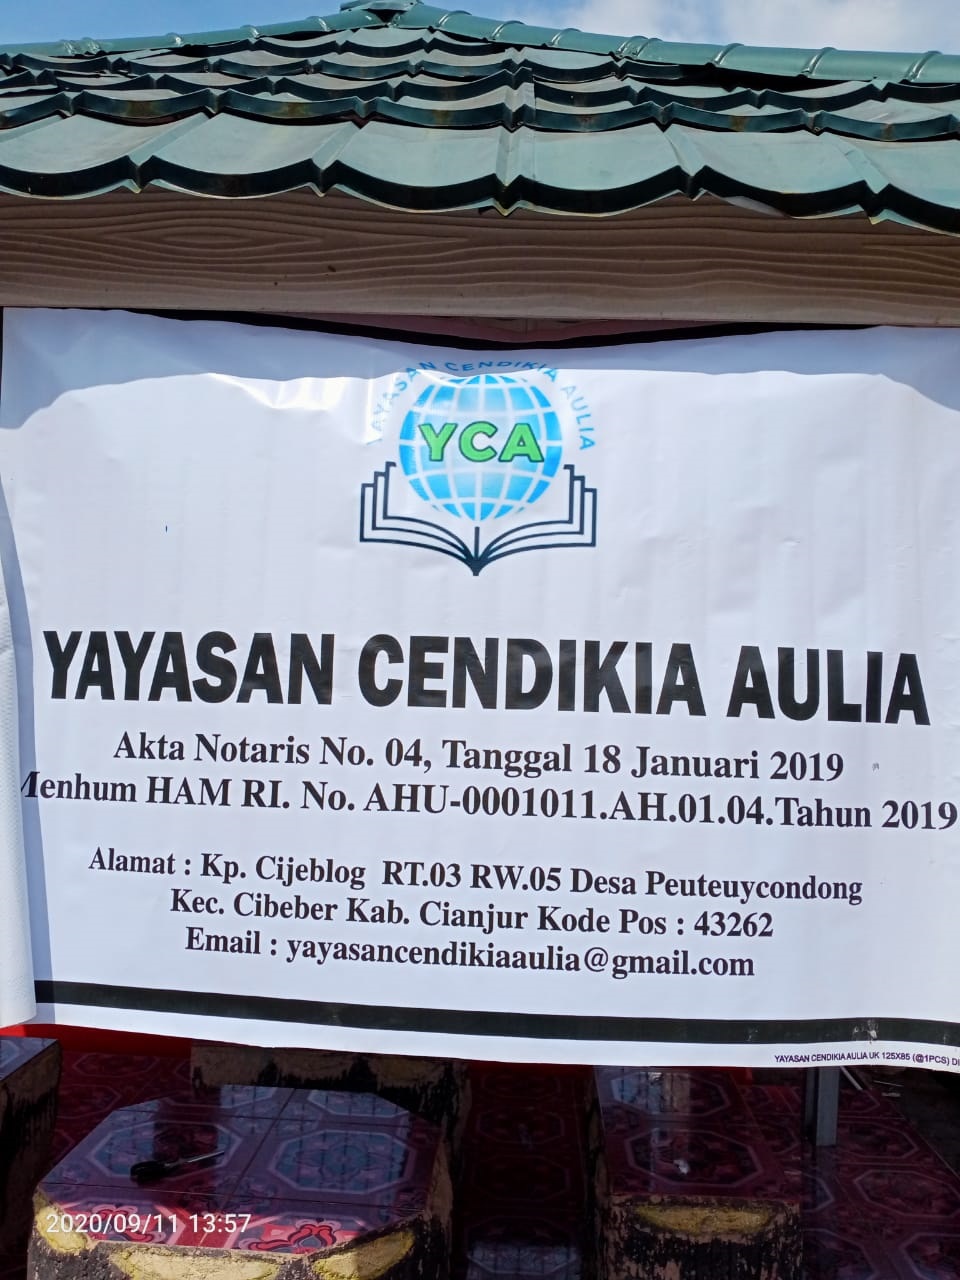 YAYASAN CENDIKIA AULIA
YCA
YAYASAN CENDIKIA AULIA
Akta Notaris No. 04, Tanggal 18 Januari 2019
Menhum HAM RI. No. AHU-0001011.AH.01.04.Tahun 2019
Alamat : Kp. Cijeblog RT.03 RW.05 Desa Peuteuycondong
Kec. Cibeber Kab. Cianjur Kode Pos : 43262
Email : yayasancendikiaaulia@gmail.com
YAYASAN CENDIKIA AULIA UK 125X85 (@1PCS) DI
2020/09/11 13:57